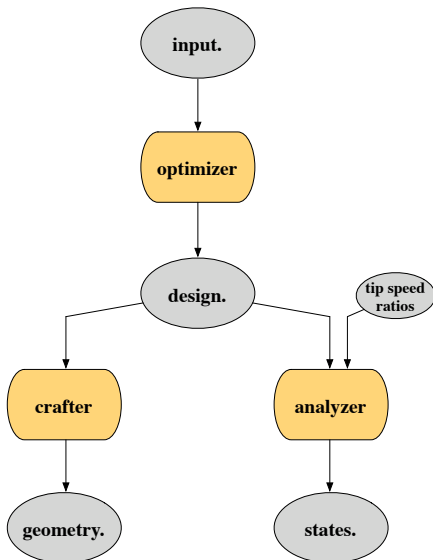 input.
optimizer
design.
tip speed
ratios
crafter
analyzer
geometry.
states.